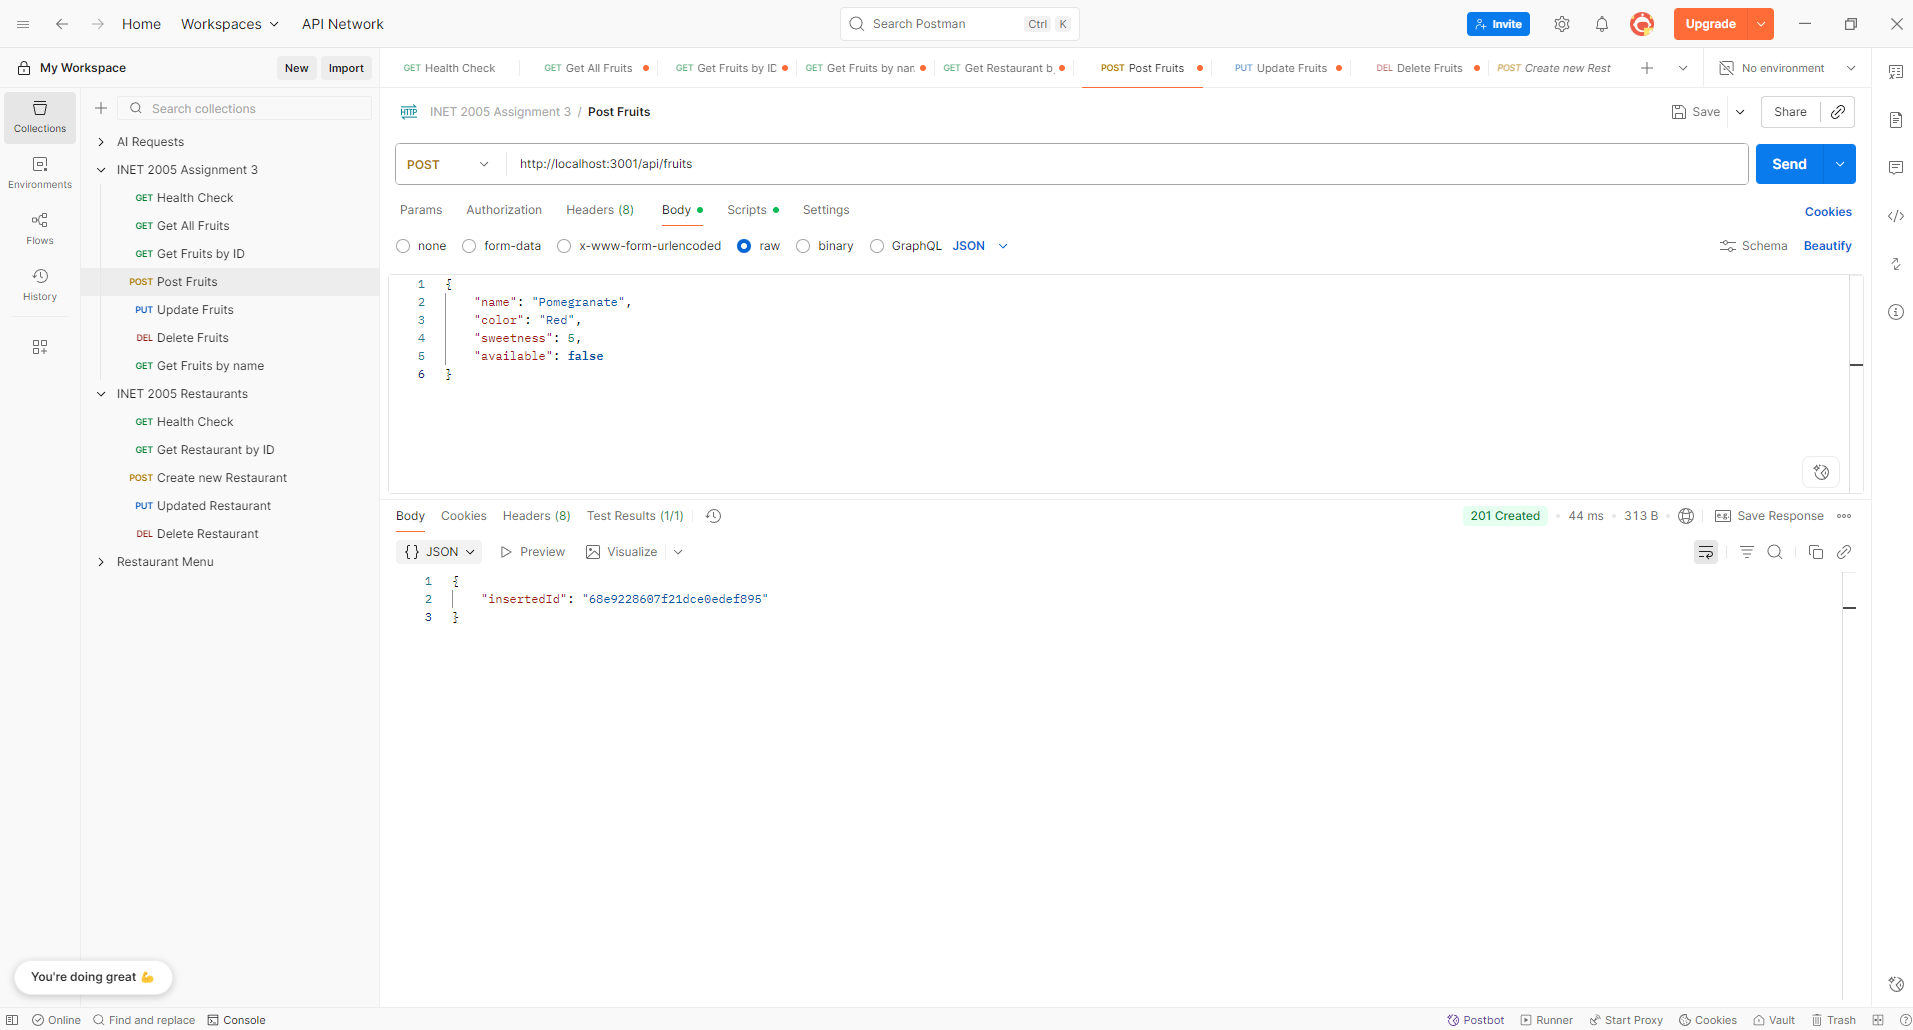 Home Workspaces API Network Search Postman Ctrl K Invite Upgrade
My Workspace New Import
GET Health Check GET Get All Fruits GET Get Fruits by ID GET Get Fruits by nan GET Get Restaurant b POST Post Fruits PUT Update Fruits DEL Delete Fruits POST Create new Rest No environment
Collections
Environments
Flows
History
Search collections
AI Requests
INET 2005 Assignment 3
GET Health Check
GET Get All Fruits
GET Get Fruits by ID
POST Post Fruits
PUT Update Fruits
DEL Delete Fruits
GET Get Fruits by name
INET 2005 Restaurants
GET Health Check
GET Get Restaurant by ID
POST Create new Restaurant
PUT Updated Restaurant
DEL Delete Restaurant
Restaurant Menu
HTTP INET 2005 Assignment 3 / Post Fruits Save Share
POST http://localhost:3001/api/fruits Send
Params Authorization Headers (8) Body Scripts Settings Cookies
none form-data x-www-form-urlencoded raw binary GraphQL JSON Schema Beautify
1 {
2 "name": "Pomegranate",
3 "color": "Red",
4 "sweetness": 5,
5 "available": false
6 }
Body Cookies Headers (8) Test Results (1/1) 201 Created • 44 ms • 313 B • e.g. Save Response
{} JSON Preview Visualize
1 {
2 "insertedId": "68e9228607f21dce0edef895"
3 }
You're doing great 💪
Online Find and replace Console Postbot Runner Start Proxy Cookies Vault Trash